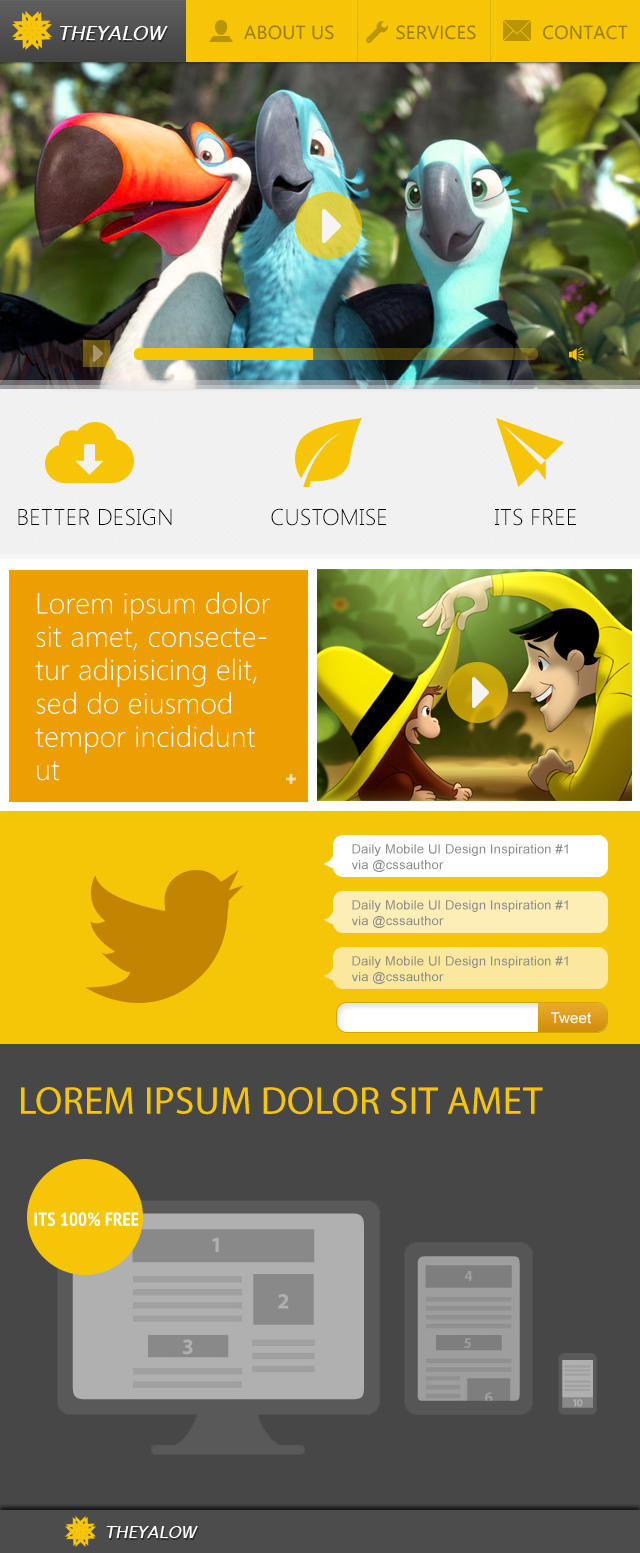 THEYALOW
ABOUT US
SERVICES
CONTACT
BETTER DESIGN
CUSTOMISE
ITS FREE
Lorem ipsum dolor
sit amet, consecte-
tur adipisicing elit,
sed do eiusmod
tempor incididunt
ut
+
Daily Mobile UI Design Inspiration #1
via @cssauthor
Daily Mobile UI Design Inspiration #1
via @cssauthor
Daily Mobile UI Design Inspiration #1
via @cssauthor
Tweet
LOREM IPSUM DOLOR SIT AMET
ITS 100% FREE
1
2
3
4
5
6
10
THEYALOW